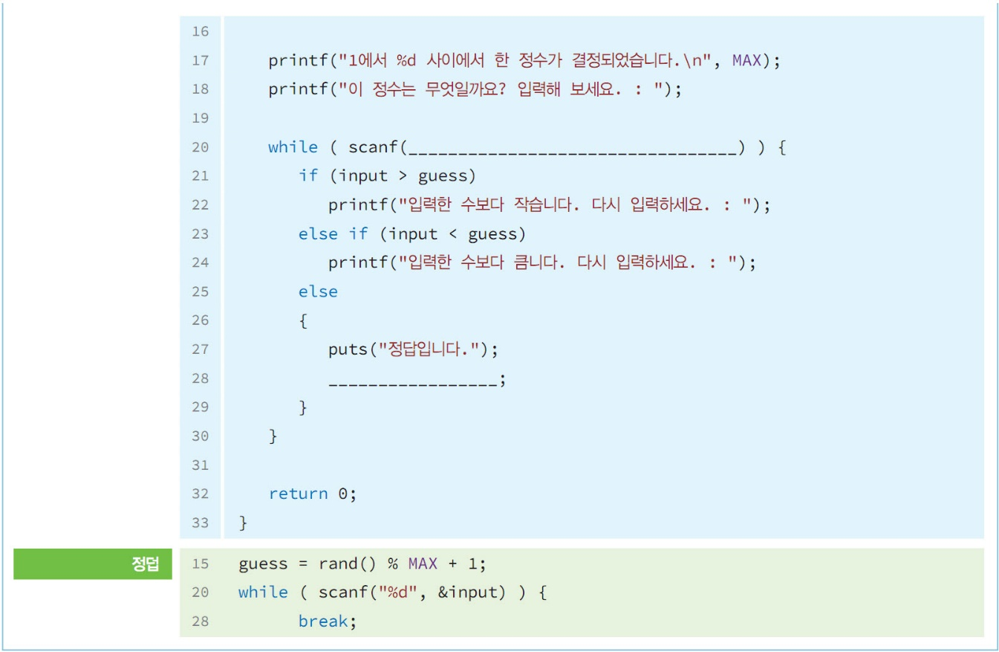 16
17 printf("1에서 %d 사이에서 한 정수가 결정되었습니다.\n", MAX);
18 printf("이 정수는 무엇일까요? 입력해 보세요. : ");
19
20 while ( scanf(_________________________________) ) {
21 if (input > guess)
22 printf("입력한 수보다 작습니다. 다시 입력하세요. : ");
23 else if (input < guess)
24 printf("입력한 수보다 큼니다. 다시 입력하세요. : ");
25 else
26 {
27 puts("정답입니다.");
28 _________________;
29 }
30 }
31
32 return 0;
33 }
정덥 15 guess = rand() % MAX + 1;
20 while ( scanf("%d", &input) ) {
28 break;